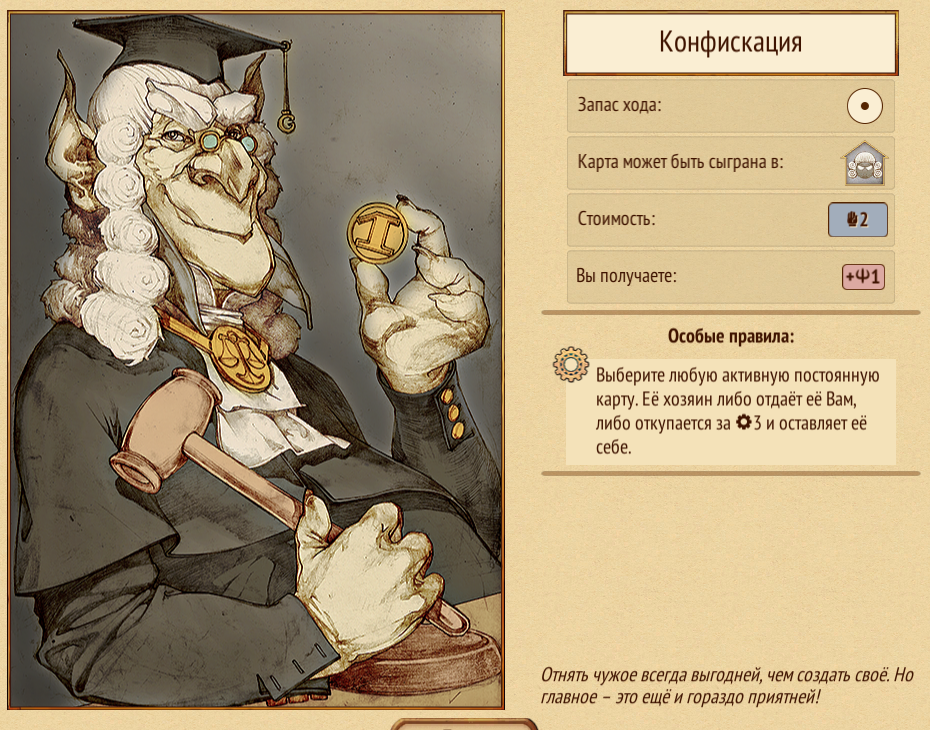 Конфискация
Запас хода:
Карта может быть сыграна в:
Стоимость:
2
Вы получаете:
+1
Особые правила:
Выберите любую активную постоянную
карту. Её хозяин либо отдаёт её Вам,
либо откупается за 3 и оставляет её
себе.
Отнять чужое всегда выгодней, чем создать своё. Но
главное – это ещё и гораздо приятней!